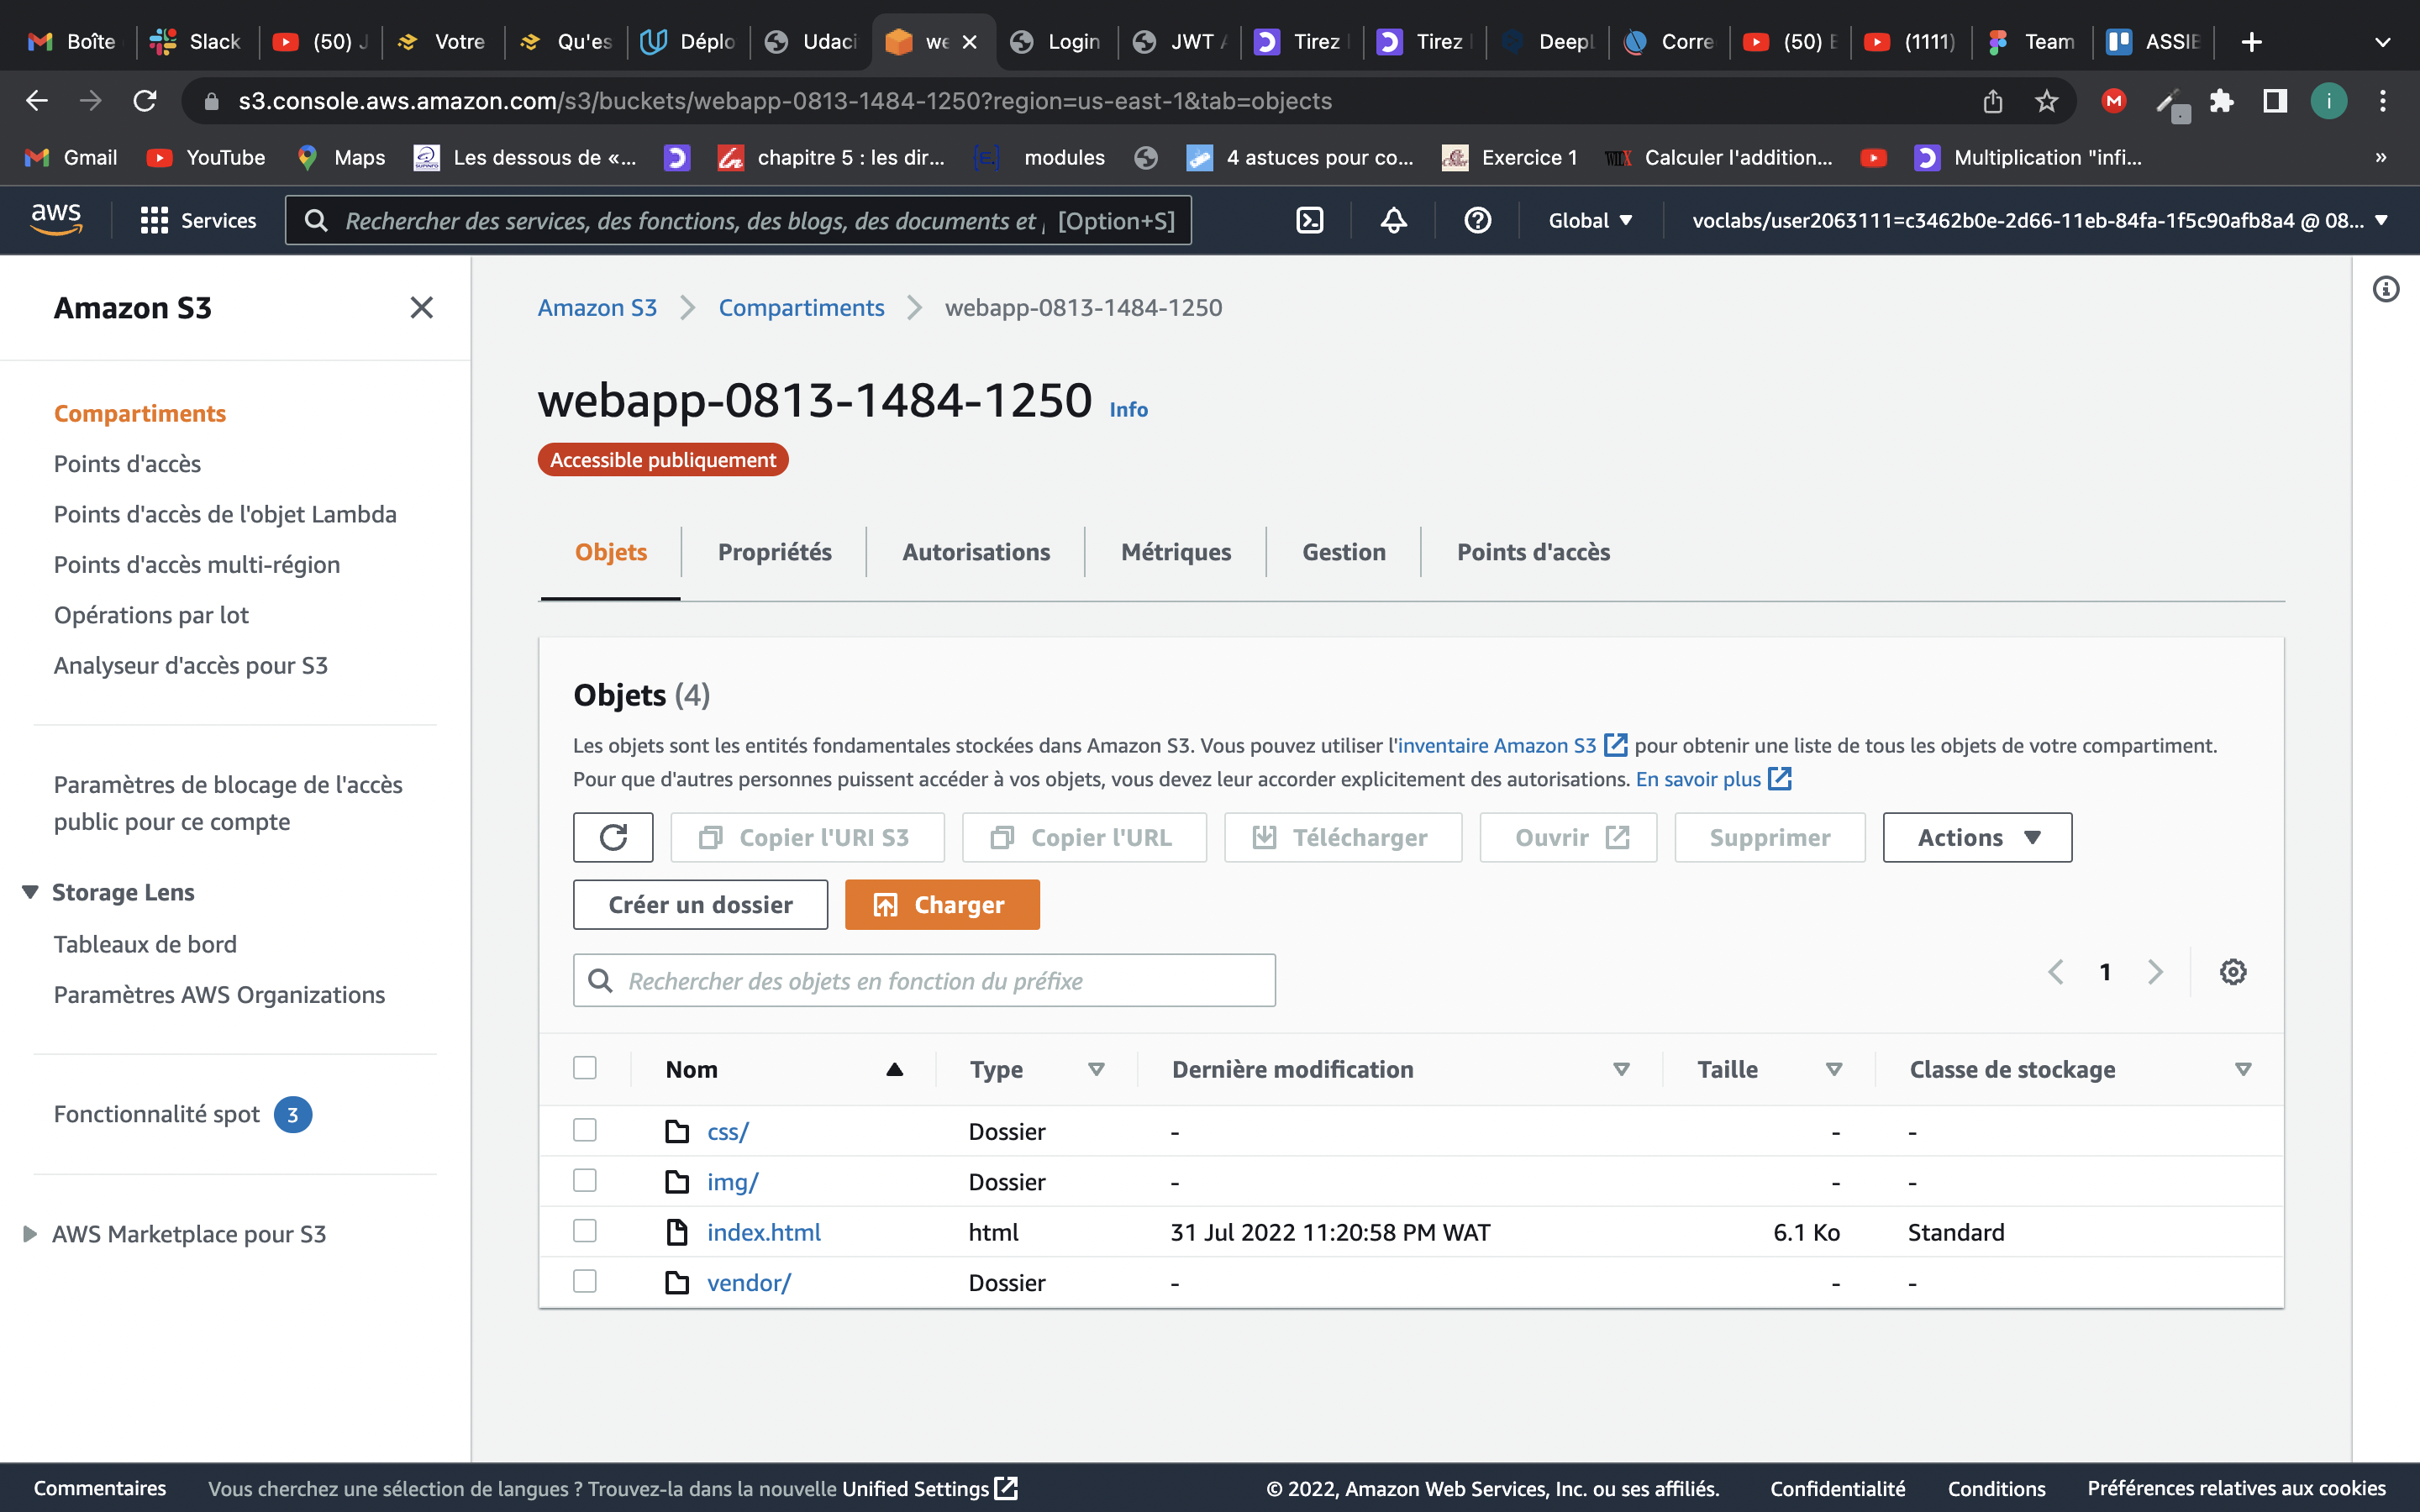 Boîte
Slack
(50) J
Votre
Qu'es
Déplo
Udaci
we
Login
JWT A
Tirez
Tirez
Deepl
Corre
(50) E
(1111)
Team
ASSIE
s3.console.aws.amazon.com/s3/buckets/webapp-0813-1484-1250?region=us-east-1&tab=objects
M
i
Gmail
YouTube
Maps
Les dessous de «...
chapitre 5 : les dir...
modules
4 astuces pour co...
Exercice 1
Calculer l'addition...
Multiplication "infi...
»
aws
Services
Rechercher des services, des fonctions, des blogs, des documents et [Option+S]
Global
voclabs/user2063111=c3462b0e-2d66-11eb-84fa-1f5c90afb8a4 @ 08...
Amazon S3
Compartiments
Points d'accès
Points d'accès de l'objet Lambda
Points d'accès multi-région
Opérations par lot
Analyseur d'accès pour S3
Paramètres de blocage de l'accès
public pour ce compte
Storage Lens
Tableaux de bord
Paramètres AWS Organizations
Fonctionnalité spot 3
AWS Marketplace pour S3
Amazon S3 > Compartiments > webapp-0813-1484-1250
webapp-0813-1484-1250 Info
Accessible publiquement
Objets
Propriétés
Autorisations
Métriques
Gestion
Points d'accès
Objets (4)
Les objets sont les entités fondamentales stockées dans Amazon S3. Vous pouvez utiliser l'inventaire Amazon S3 pour obtenir une liste de tous les objets de votre compartiment.
Pour que d'autres personnes puissent accéder à vos objets, vous devez leur accorder explicitement des autorisations. En savoir plus
Copier l'URI S3
Copier l'URL
Télécharger
Ouvrir
Supprimer
Actions
Créer un dossier
Charger
Rechercher des objets en fonction du préfixe
1
Nom Type Dernière modification Taille Classe de stockage
css/ Dossier - - -
img/ Dossier - - -
index.html html 31 Jul 2022 11:20:58 PM WAT 6.1 Ko Standard
vendor/ Dossier - - -
Commentaires
Vous cherchez une sélection de langues ? Trouvez-la dans la nouvelle Unified Settings
© 2022, Amazon Web Services, Inc. ou ses affiliés.
Confidentialité
Conditions
Préférences relatives aux cookies